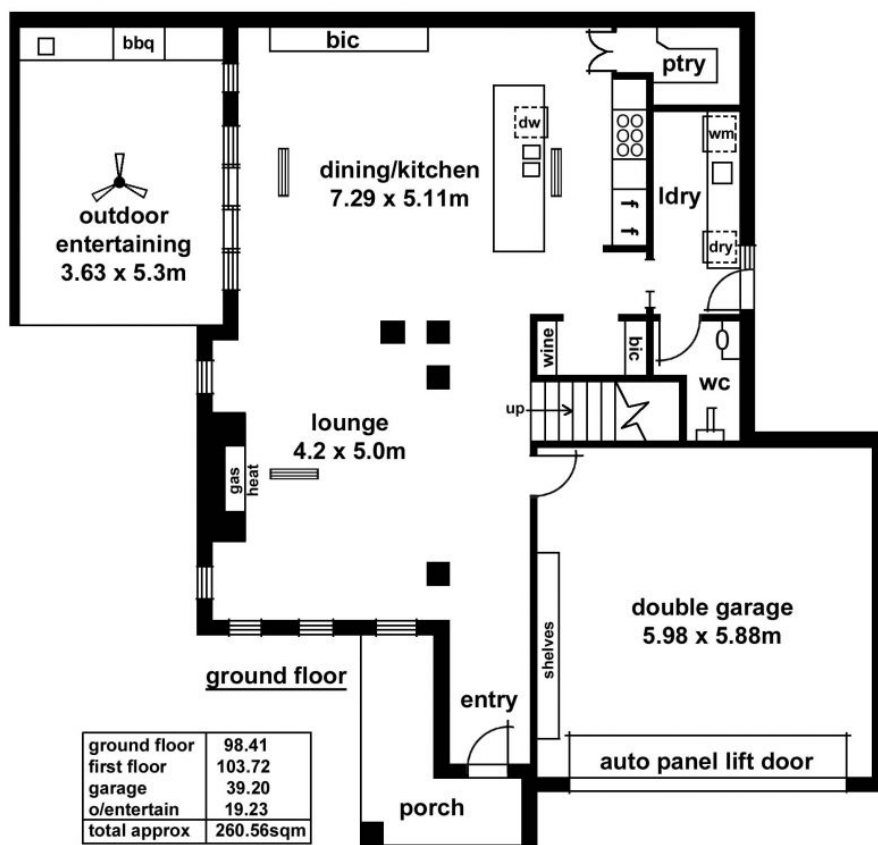 bbq
bic
ptry
dw
wm
dining/kitchen
7.29 x 5.11m
ldry
outdoor
entertaining
3.63 x 5.3m
dry
f
f
wine
bic
wc
up
lounge
4.2 x 5.0m
gas
heat
double garage
5.98 x 5.88m
shelves
ground floor
entry
auto panel lift door
porch
ground floor 98.41
first floor 103.72
garage 39.20
o/entertain 19.23
total approx 260.56sqm